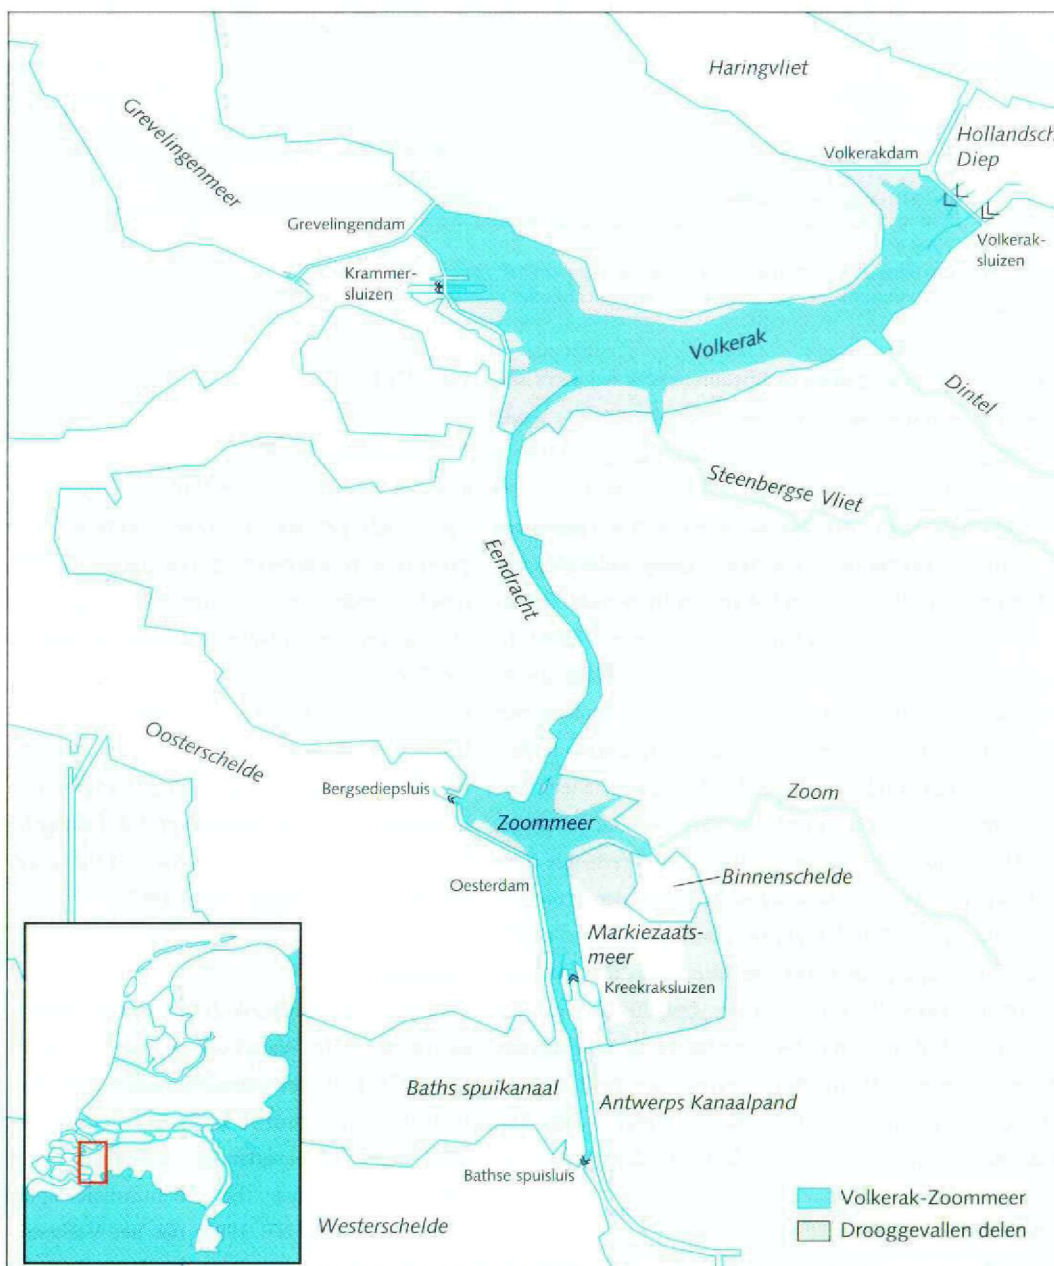 Haringvliet
Grevelingenmeer
Hollandsch
Diep
Volkerakdam
Grevelingendam
Volkerak-
sluizen
Krammer-
sluizen
Volkerak
Dintel
Steenbergse Vliet
Eendracht
Oosterschelde
Bergsediepsluis
Zoom
Zoommeer
Oesterdam
Binnenschelde
Markiezaats-
meer
Kreekraksluizen
Baths spuikanaal
Antwerps Kanaalpand
Bathse spuisluis
Westerschelde
Volkerak-Zoommeer
Drooggevallen delen